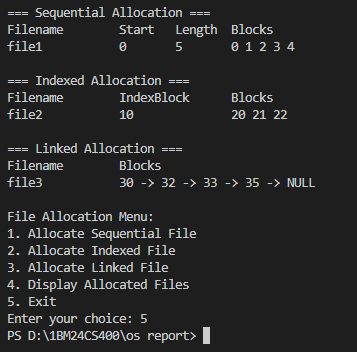 === Sequential Allocation ===
Filename Start Length Blocks
file1 0 5 0 1 2 3 4
=== Indexed Allocation ===
Filename IndexBlock Blocks
file2 10 20 21 22
=== Linked Allocation ===
Filename Blocks
file3 30 -> 32 -> 33 -> 35 -> NULL
File Allocation Menu:
1. Allocate Sequential File
2. Allocate Indexed File
3. Allocate Linked File
4. Display Allocated Files
5. Exit
Enter your choice: 5
PS D:\1BM24CS400\os report>